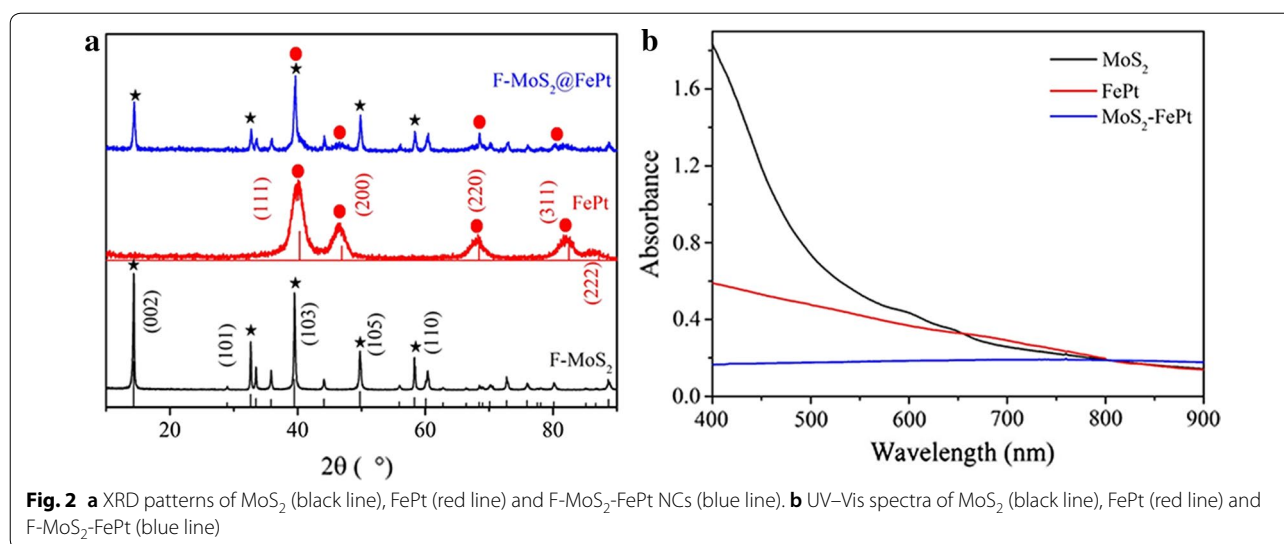 a
F-MoS₂@FePt
FePt
(111)
(200)
(220)
(311)
(222)
(002)
(101)
(103)
(105)
(110)
F-MoS₂
20 40 60 80
2θ ( °)
b
MoS₂
FePt
MoS₂-FePt
1.6
1.2
0.8
0.4
0.0
Absorbance
400 500 600 700 800 900
Wavelength (nm)
Fig. 2 a XRD patterns of MoS₂ (black line), FePt (red line) and F-MoS₂-FePt NCs (blue line). b UV–Vis spectra of MoS₂ (black line), FePt (red line) and
F-MoS₂-FePt (blue line)